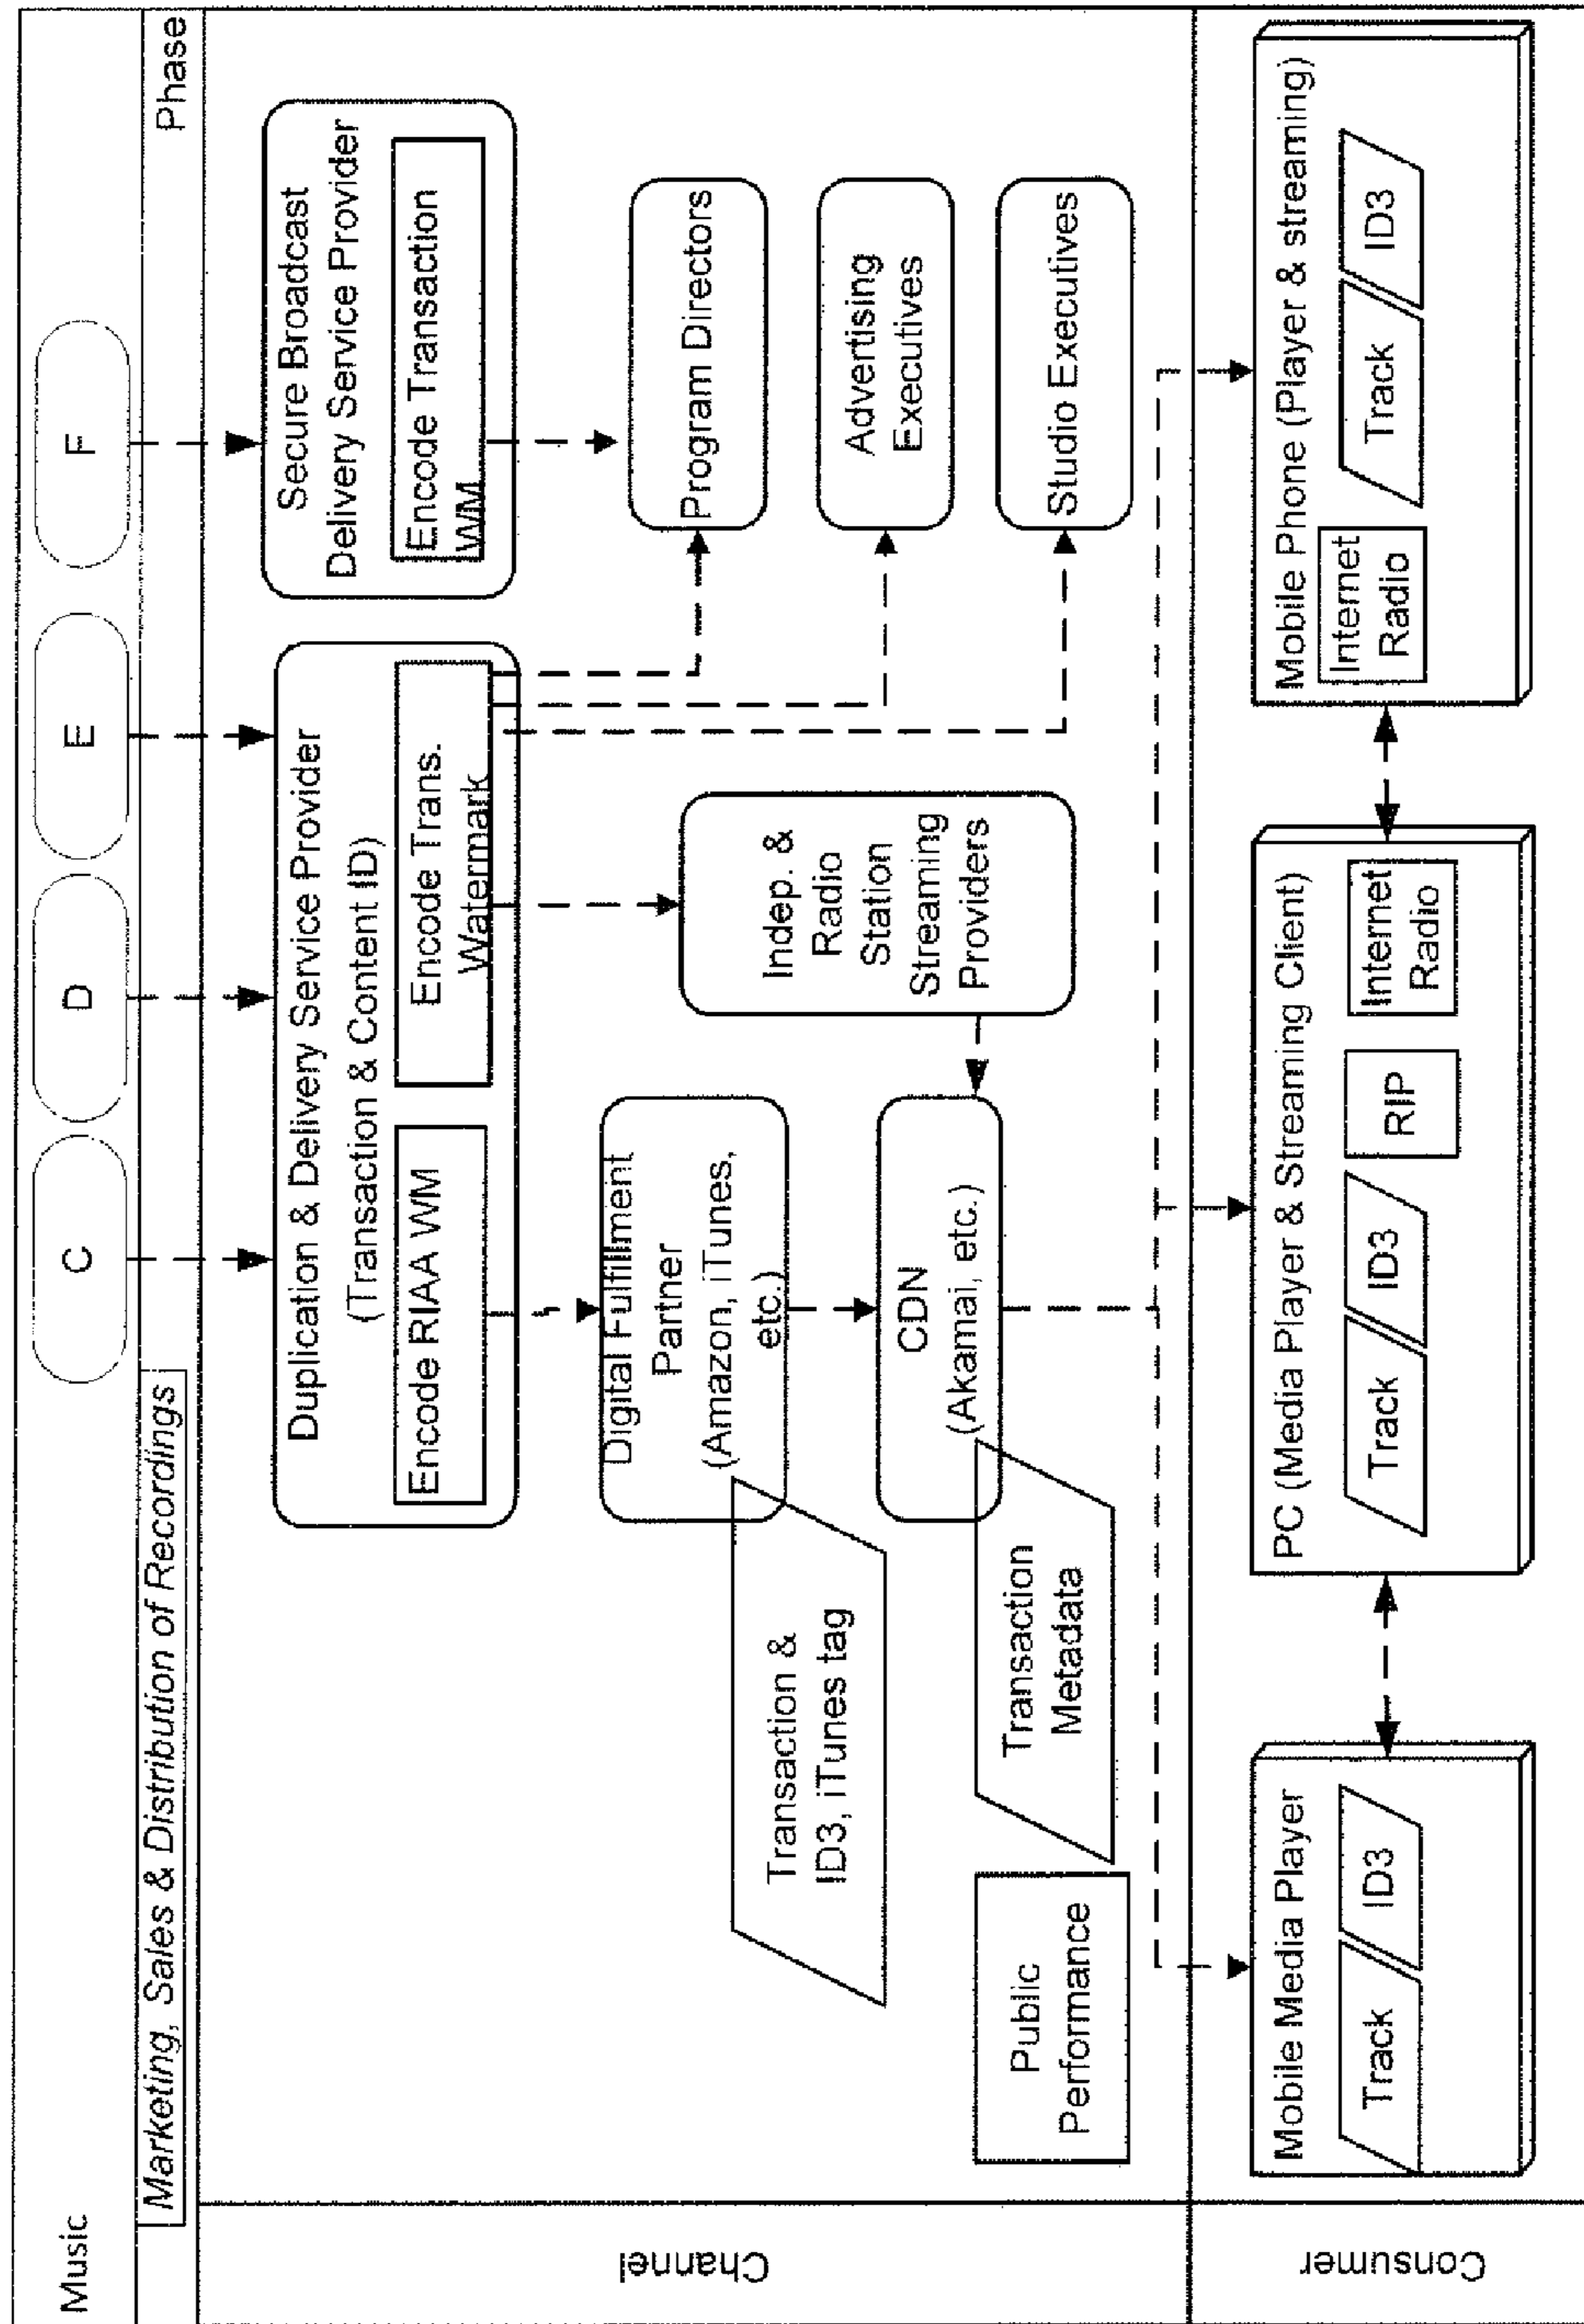 Music
C
D
E
F
Marketing, Sales & Distribution of Recordings
Phase
Channel
Duplication & Delivery Service Provider
(Transaction & Content ID)
Encode RIAA WM
Encode Trans.
Watermark
Secure Broadcast
Delivery Service Provider
Encode Transaction
WM
Digital Fulfillment
Partner
(Amazon, iTunes,
etc.)
Indep. &
Radio
Station
Streaming
Providers
Program Directors
Advertising
Executives
Studio Executives
Transaction &
ID3, iTunes tag
CDN
(Akamai, etc.)
Transaction
Metadata
Public
Performance
Consumer
Mobile Media Player
Track
ID3
PC (Media Player & Streaming Client)
Track
ID3
RIP
Internet
Radio
Mobile Phone (Player & streaming)
Internet
Radio
Track
ID3